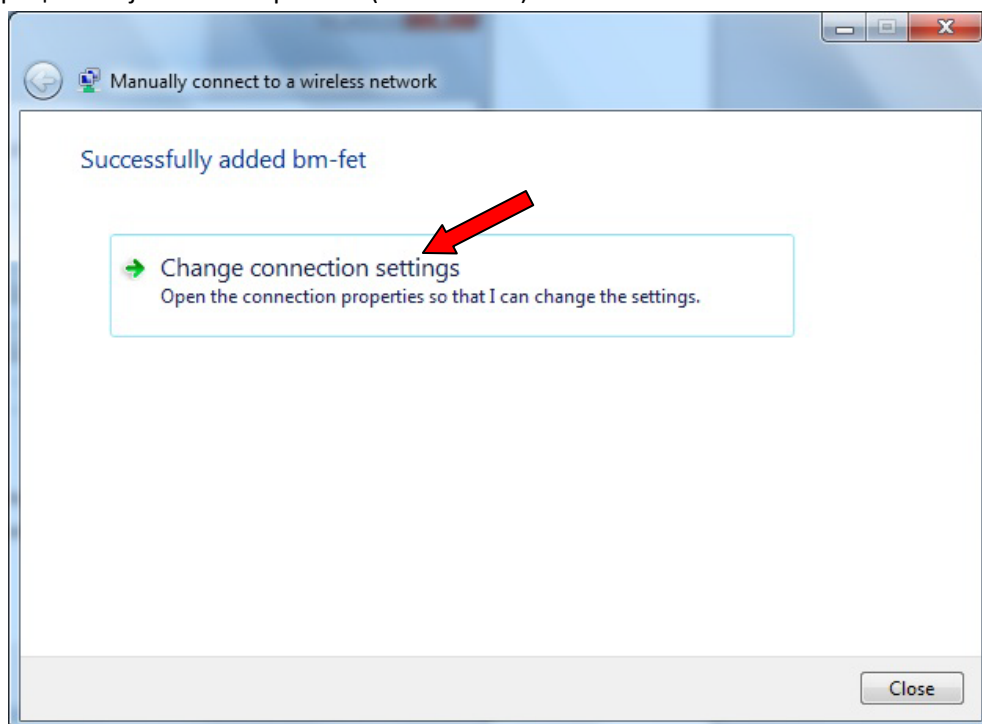 Manually connect to a wireless network
Successfully added bm-fet
Change connection settings
Open the connection properties so that I can change the settings.
Close